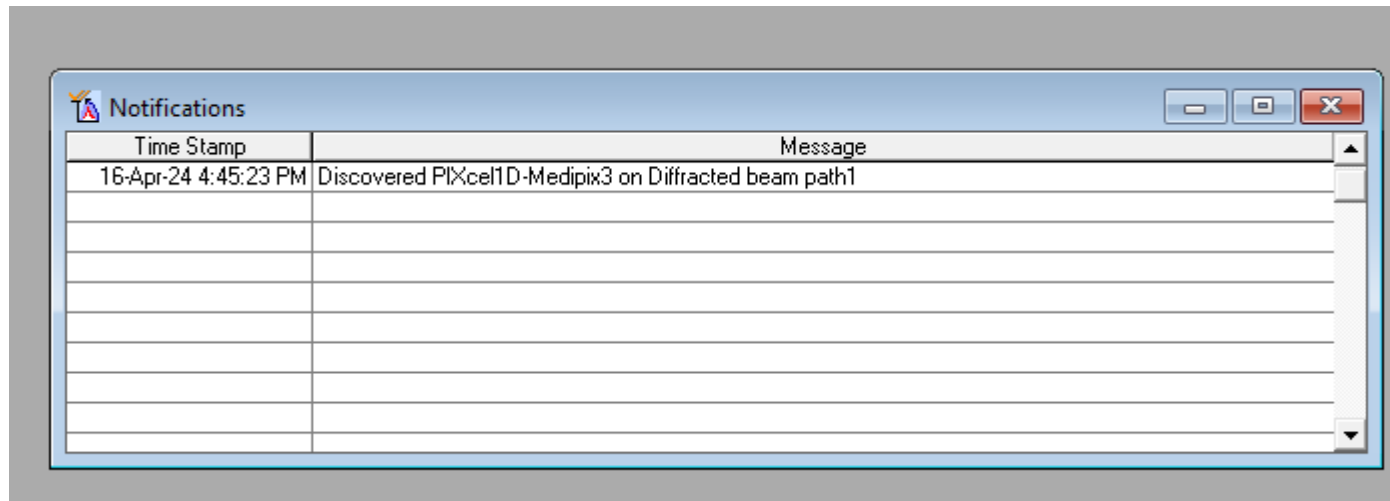 Notifications
Time Stamp Message
16-Apr-24 4:45:23 PM Discovered PIXcel1D-Medipix3 on Diffracted beam path1